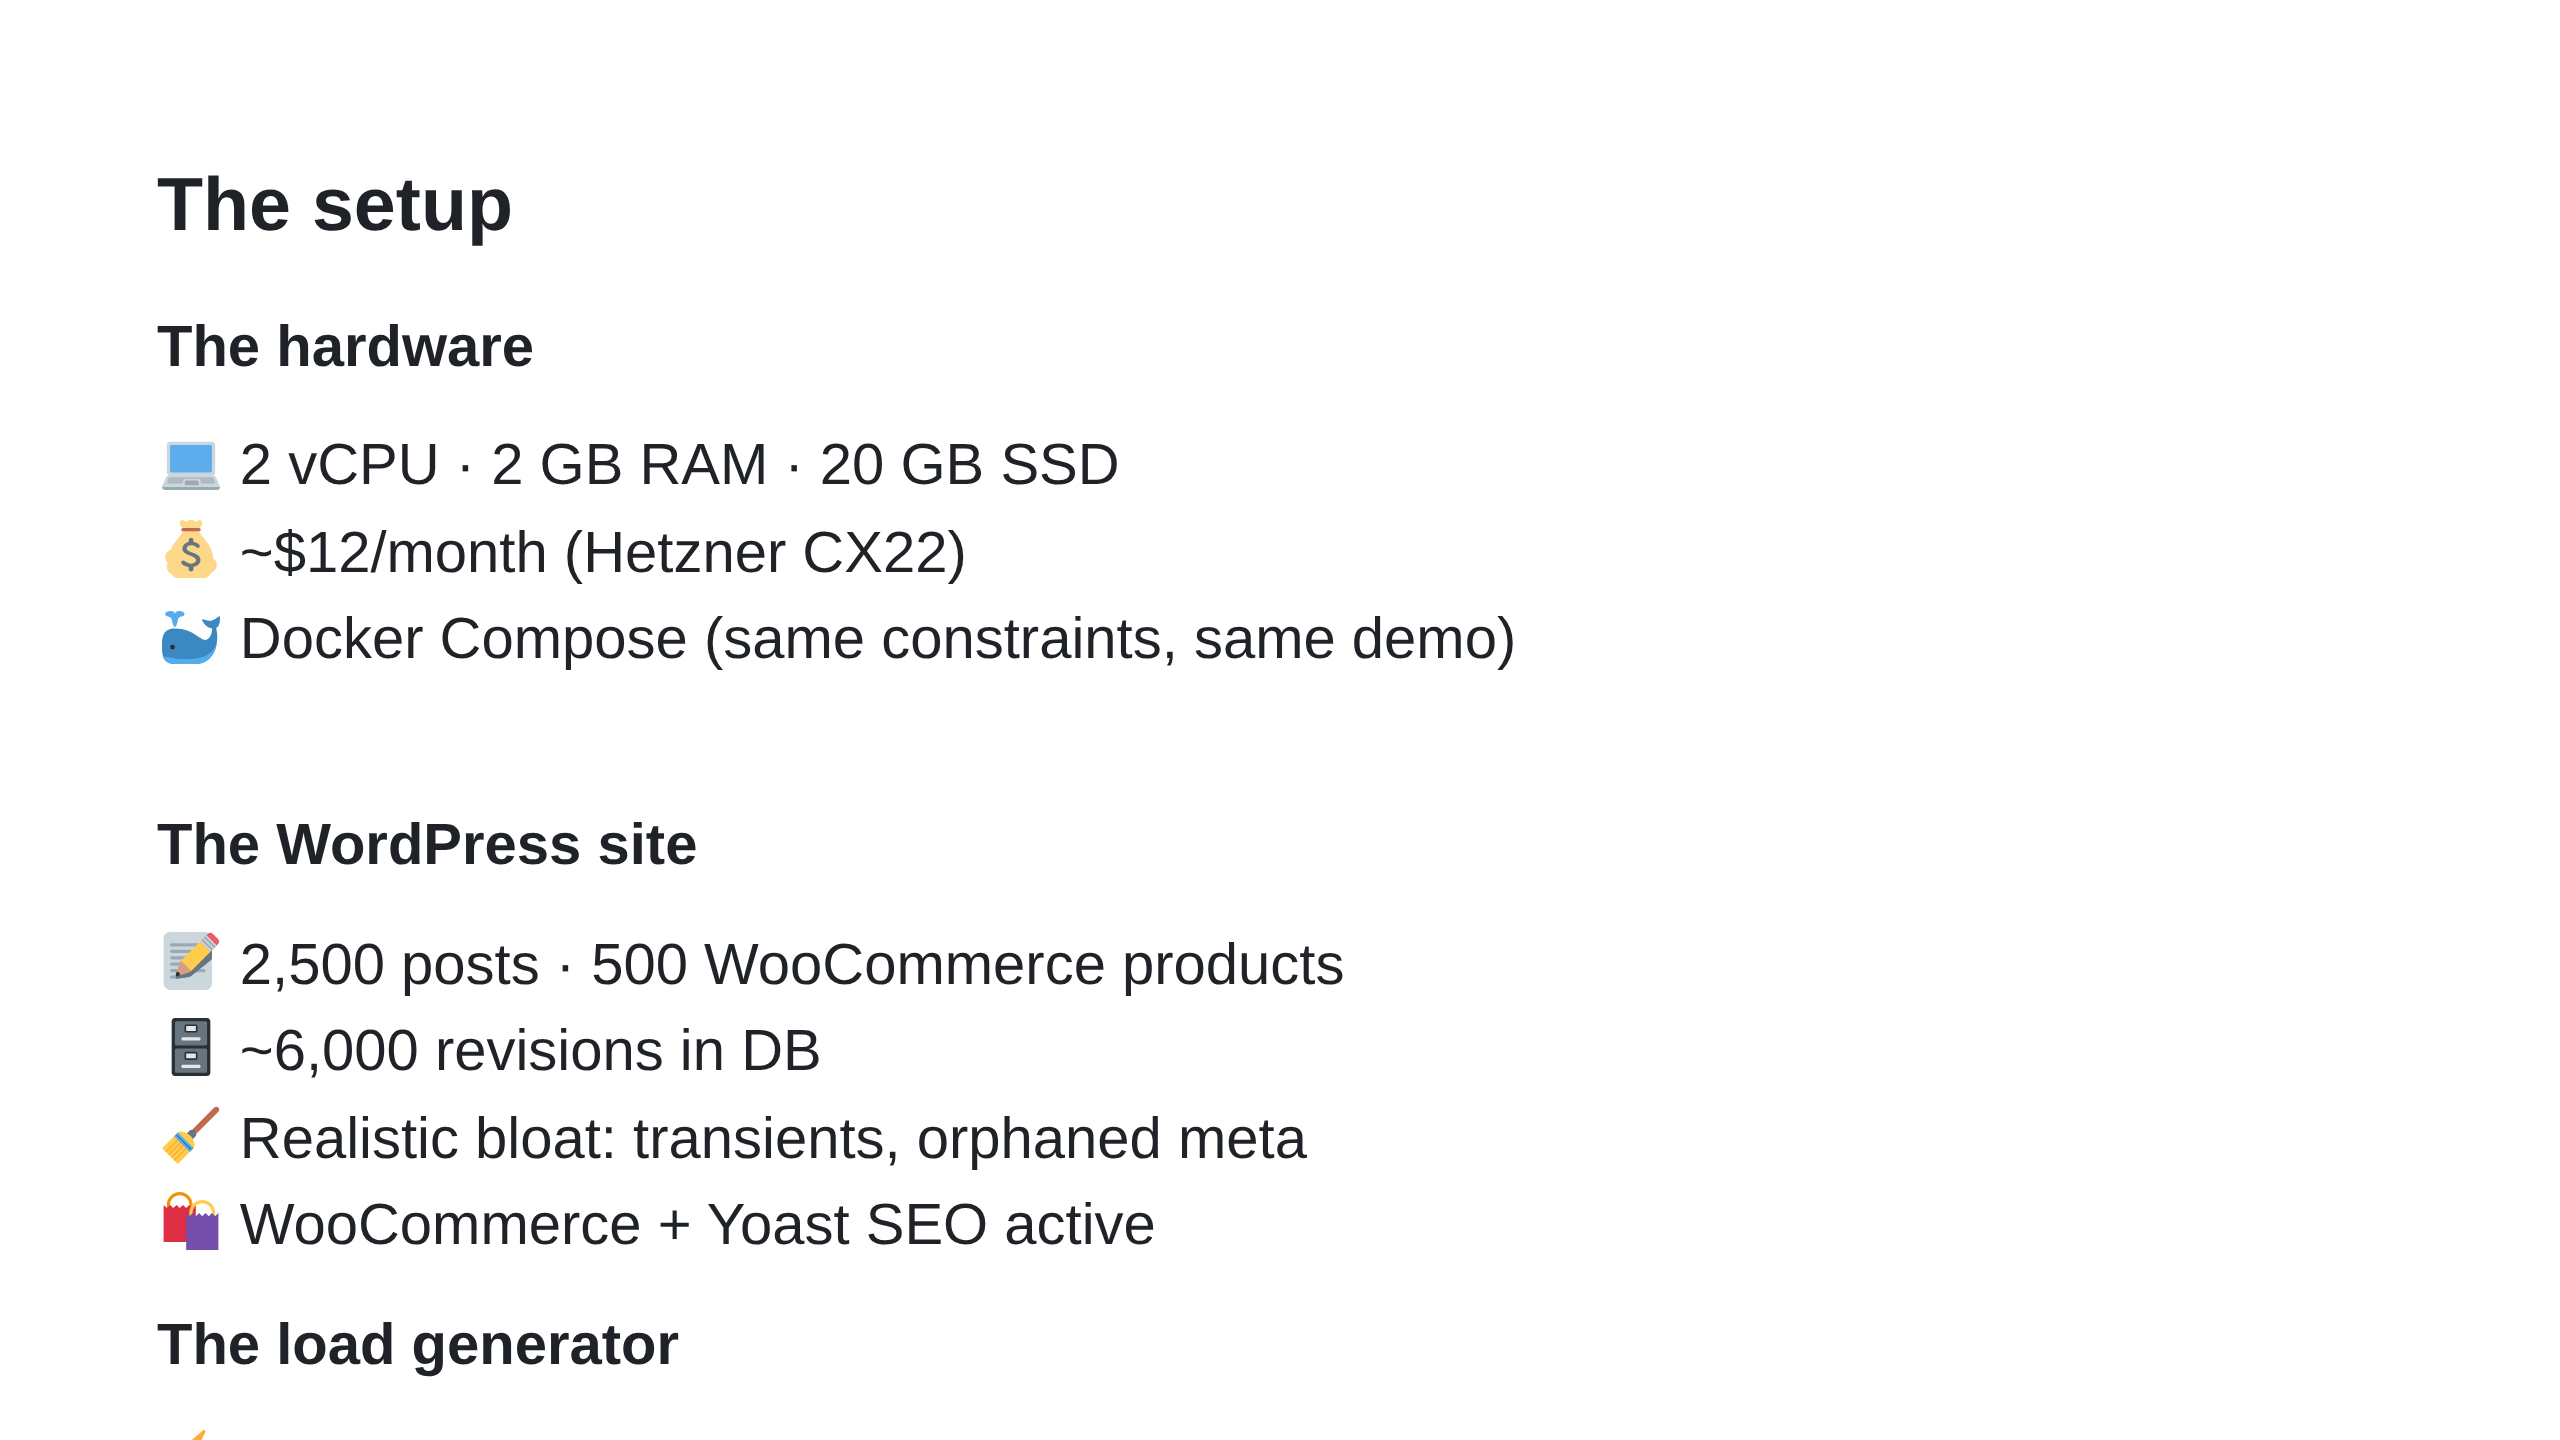 The setup
The hardware
💻 2 vCPU · 2 GB RAM · 20 GB SSD
💰 ~$12/month (Hetzner CX22)
🐳 Docker Compose (same constraints, same demo)
The WordPress site
📝 2,500 posts · 500 WooCommerce products
🗄️ ~6,000 revisions in DB
🧹 Realistic bloat: transients, orphaned meta
🛍️ WooCommerce + Yoast SEO active
The load generator